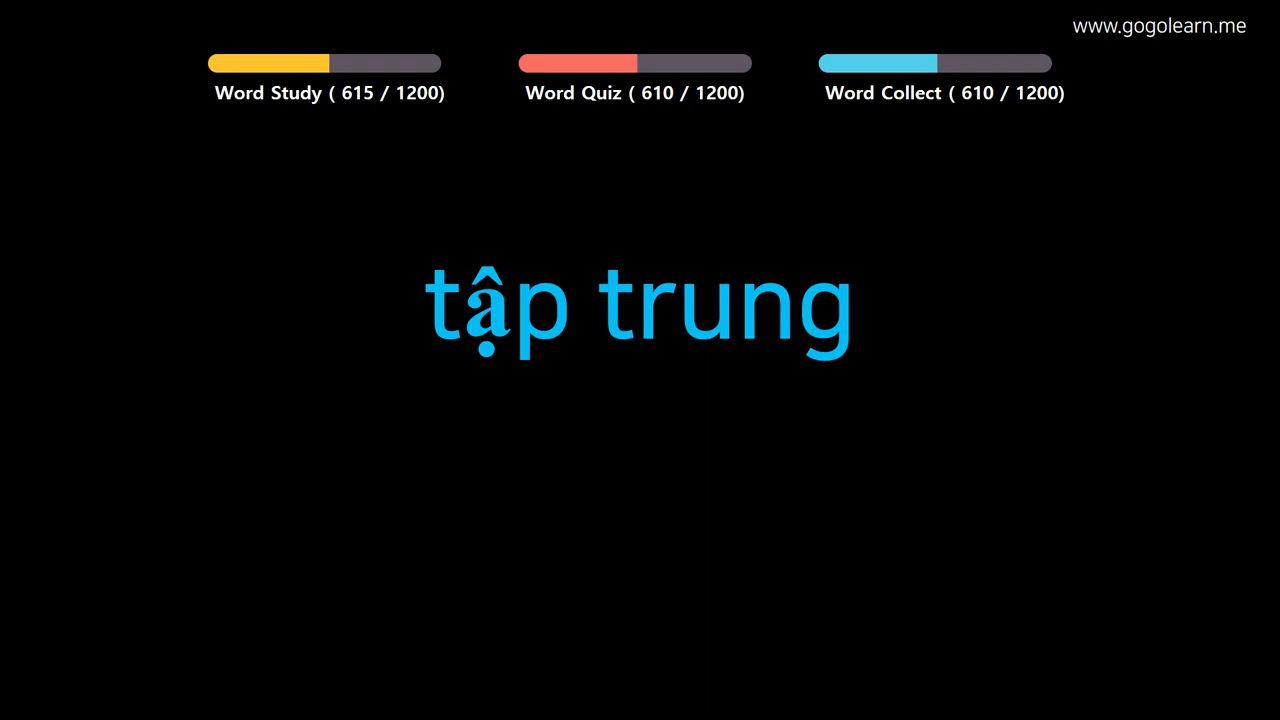 www.gogolearn.me
Word Study ( 615 / 1200)
Word Quiz ( 610 / 1200)
Word Collect ( 610 / 1200)
tập trung